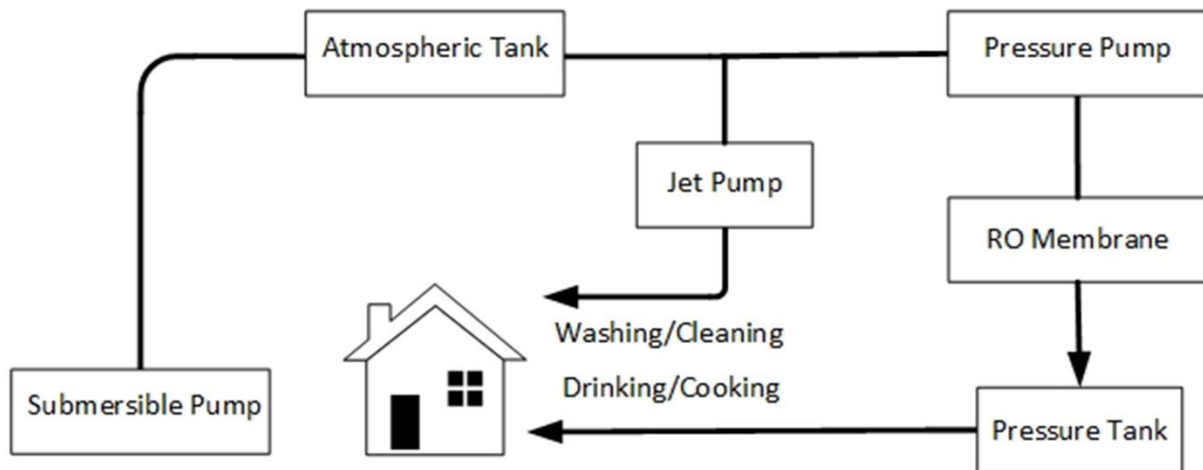 Atmospheric Tank
Pressure Pump
Jet Pump
RO Membrane
Washing/Cleaning
Drinking/Cooking
Submersible Pump
Pressure Tank